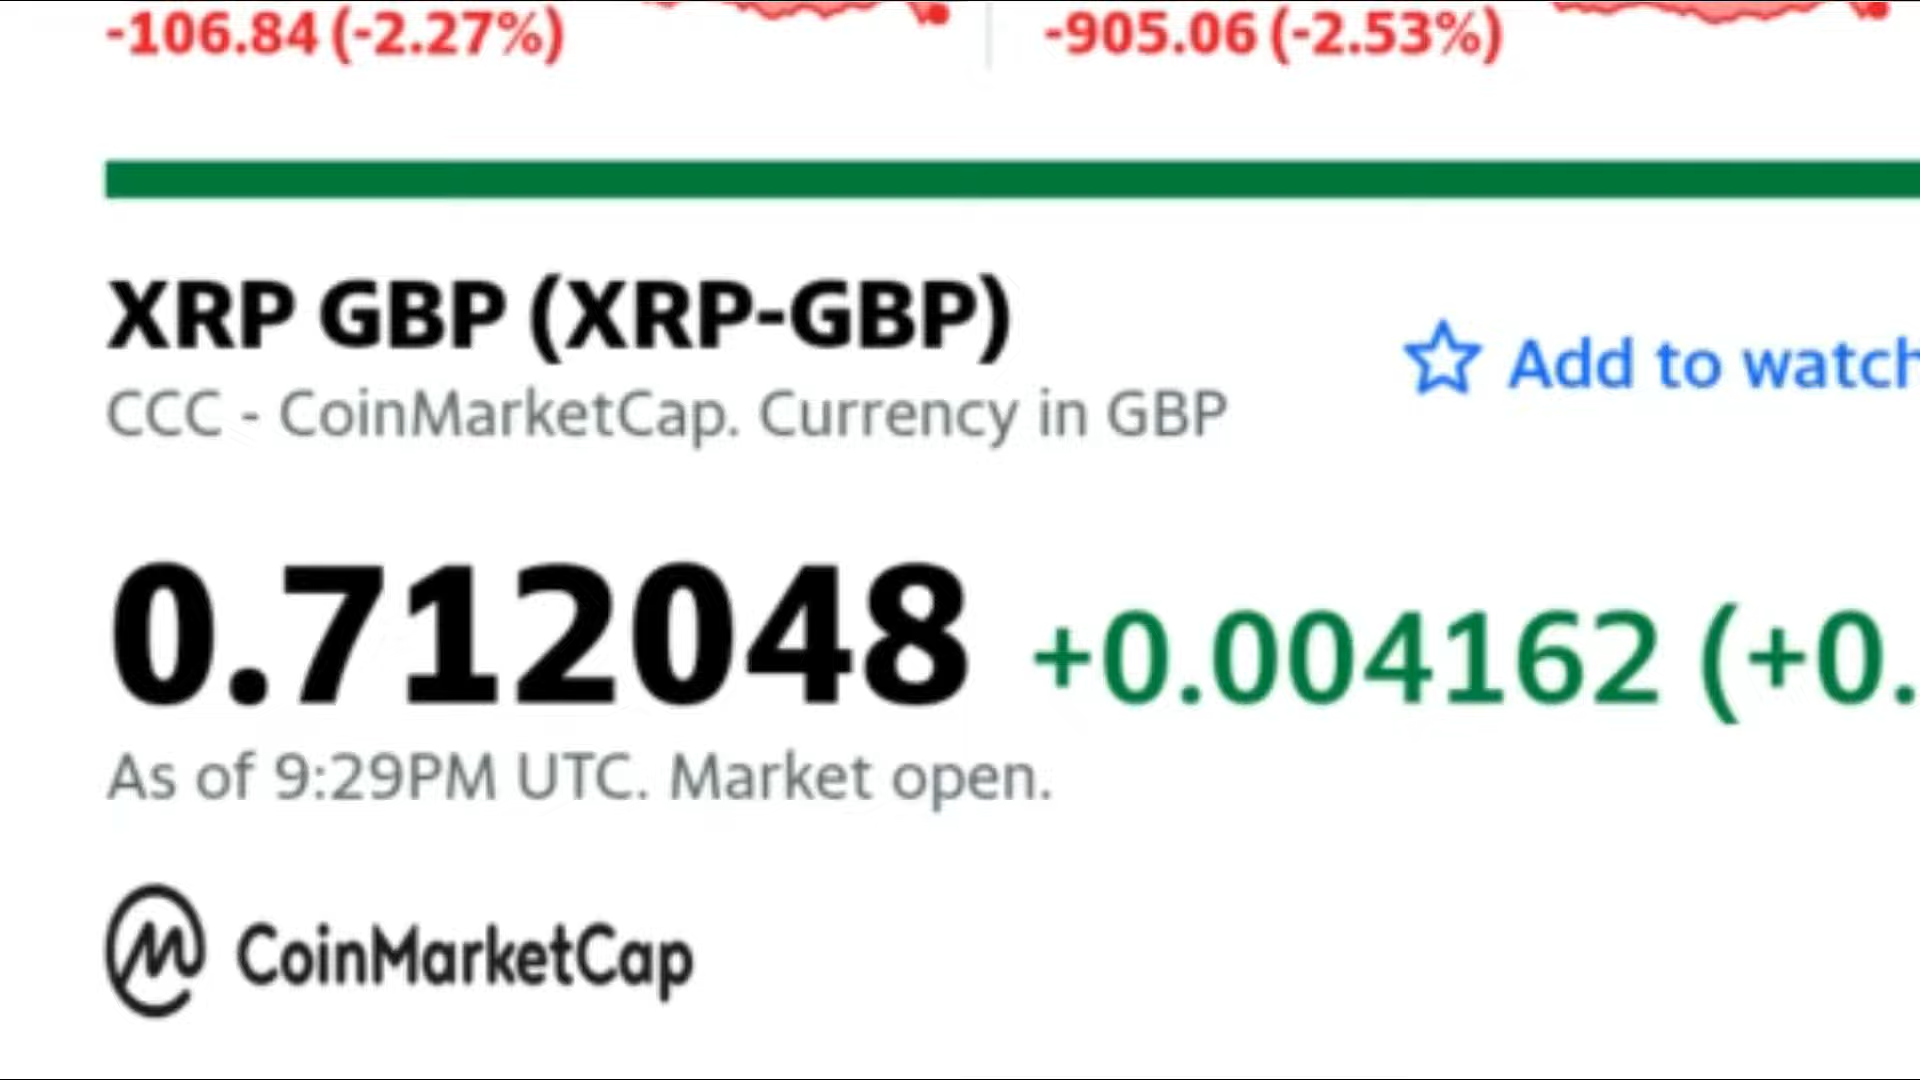 -106.84 (-2.27%) -905.06 (-2.53%)
XRP GBP (XRP-GBP)
Add to watch
CCC - CoinMarketCap. Currency in GBP
0.712048 +0.004162 (+0.
As of 9:29PM UTC. Market open.
CoinMarketCap